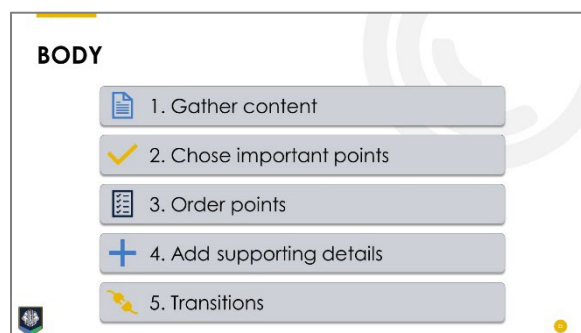 BODY
1. Gather content
2. Chose important points
3. Order points
4. Add supporting details
5. Transitions